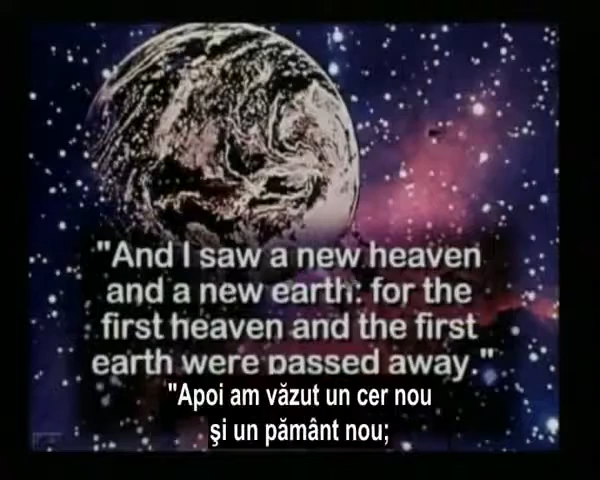 "And I saw a new heaven
and a new earth: for the
first heaven and the first
earth were passed away."
"Apoi am văzut un cer nou
şi un pământ nou;